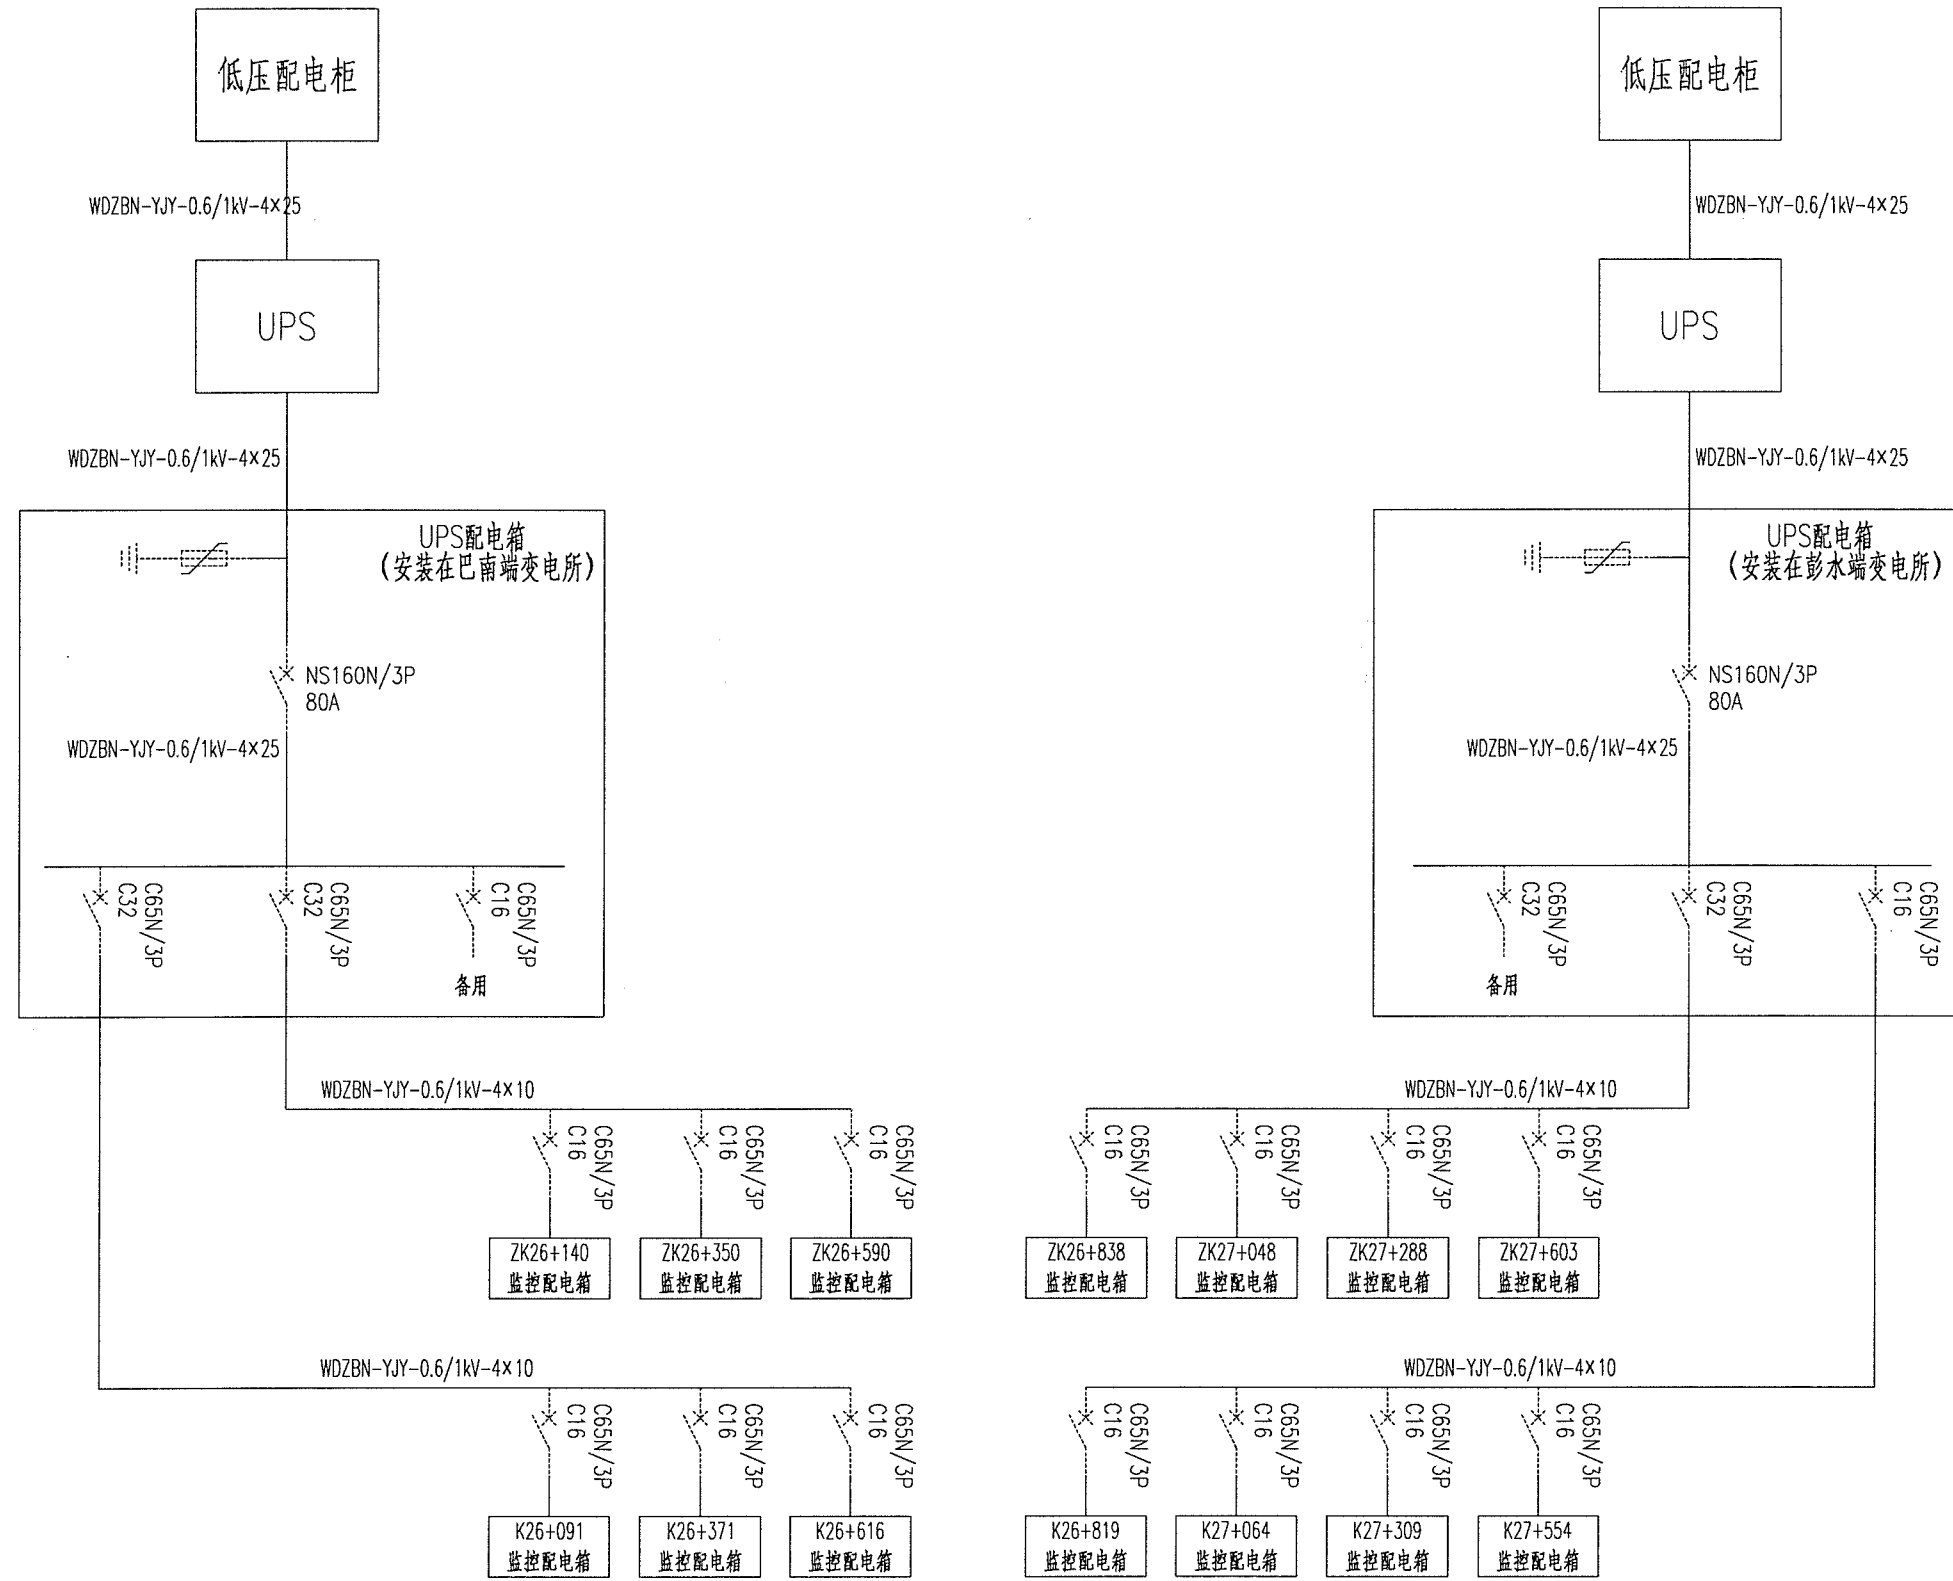 低压配电柜
低压配电柜
WDZBN-YJY-0.6/1kV-4×25
WDZBN-YJY-0.6/1kV-4×25
UPS
UPS
WDZBN-YJY-0.6/1kV-4×25
WDZBN-YJY-0.6/1kV-4×25
UPS配电箱
(安装在巴南端变电所)
UPS配电箱
(安装在彭水端变电所)
NS160N/3P
80A
NS160N/3P
80A
WDZBN-YJY-0.6/1kV-4×25
WDZBN-YJY-0.6/1kV-4×25
C65N/3P
C32
C65N/3P
C32
C65N/3P
C16
备用
C65N/3P
C32
C65N/3P
C32
C65N/3P
C16
备用
WDZBN-YJY-0.6/1kV-4×10
WDZBN-YJY-0.6/1kV-4×10
C65N/3P
C16
C65N/3P
C16
C65N/3P
C16
C65N/3P
C16
C65N/3P
C16
C65N/3P
C16
C65N/3P
C16
ZK26+140
监控配电箱
ZK26+350
监控配电箱
ZK26+590
监控配电箱
ZK26+838
监控配电箱
ZK27+048
监控配电箱
ZK27+288
监控配电箱
ZK27+603
监控配电箱
WDZBN-YJY-0.6/1kV-4×10
WDZBN-YJY-0.6/1kV-4×10
C65N/3P
C16
C65N/3P
C16
C65N/3P
C16
C65N/3P
C16
C65N/3P
C16
C65N/3P
C16
C65N/3P
C16
K26+091
监控配电箱
K26+371
监控配电箱
K26+616
监控配电箱
K26+819
监控配电箱
K27+064
监控配电箱
K27+309
监控配电箱
K27+554
监控配电箱